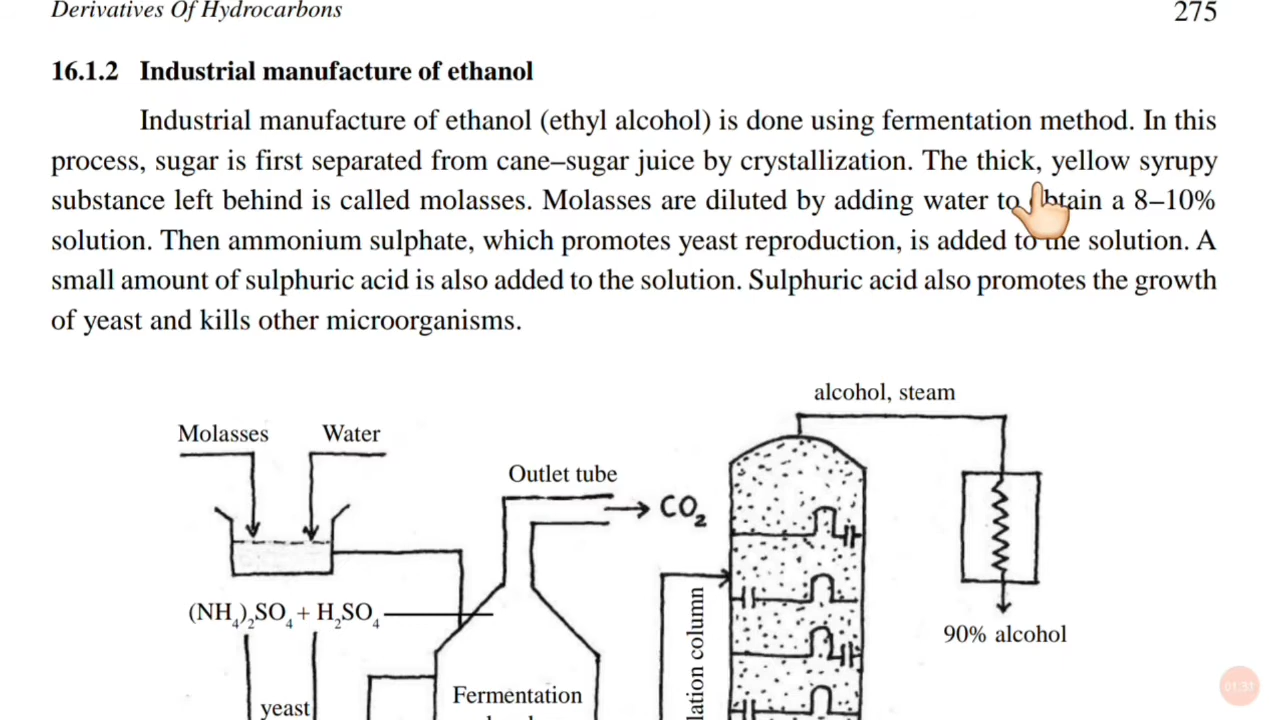 Derivatives Of Hydrocarbons 275
16.1.2 Industrial manufacture of ethanol
Industrial manufacture of ethanol (ethyl alcohol) is done using fermentation method. In this
process, sugar is first separated from cane–sugar juice by crystallization. The thick, yellow syrupy
substance left behind is called molasses. Molasses are diluted by adding water to obtain a 8–10%
solution. Then ammonium sulphate, which promotes yeast reproduction, is added to the solution. A
small amount of sulphuric acid is also added to the solution. Sulphuric acid also promotes the growth
of yeast and kills other microorganisms.
alcohol, steam
Molasses Water
Outlet tube
CO₂
(NH₄)₂SO₄ + H₂SO₄
90% alcohol
yeast
Fermentation
01:31